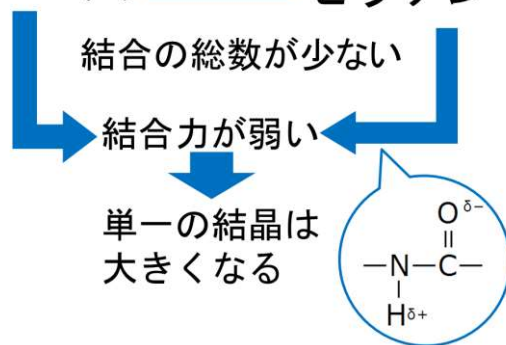 結合の総数が少ない
結合力が弱い
単一の結晶は
大きくなる
Oδ−
−N−C−
Hδ+